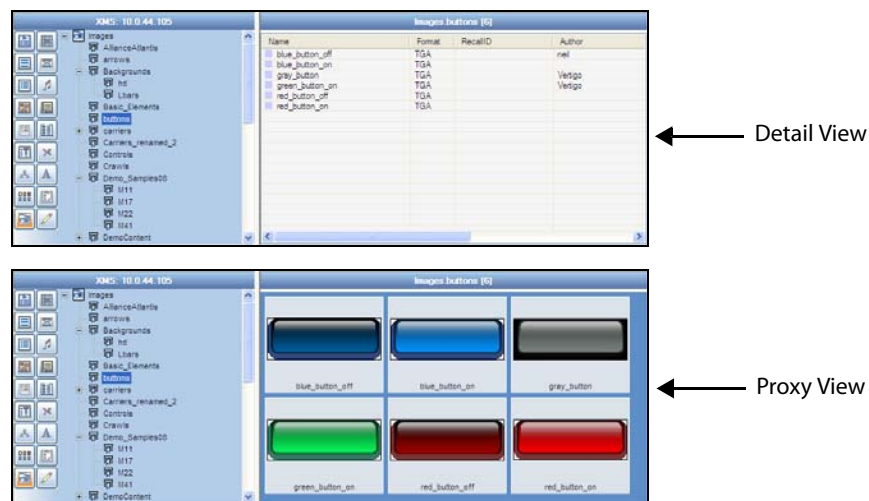 XMS: 10.0.44.105
Images.buttons [6]
Images
AllianceAtlantis
arrows
Backgrounds
hd
Lbars
Basic_Elements
buttons
carriers
Carriers_renamed_2
Controls
Crawls
Demo_Samples08
M11
M17
M22
M41
DemoContent
Name Format RecallID Author
blue_button_off TGA neil
blue_button_on TGA
gray_button TGA Vertigo
green_button_on TGA Vertigo
red_button_off TGA
red_button_on TGA
Detail View
XMS: 10.0.44.105
Images.buttons [6]
Images
AllianceAtlantis
arrows
Backgrounds
hd
Lbars
Basic_Elements
buttons
carriers
Carriers_renamed_2
Controls
Crawls
Demo_Samples08
M11
M17
M22
M41
DemoContent
blue_button_off blue_button_on gray_button
green_button_on red_button_off red_button_on
Proxy View